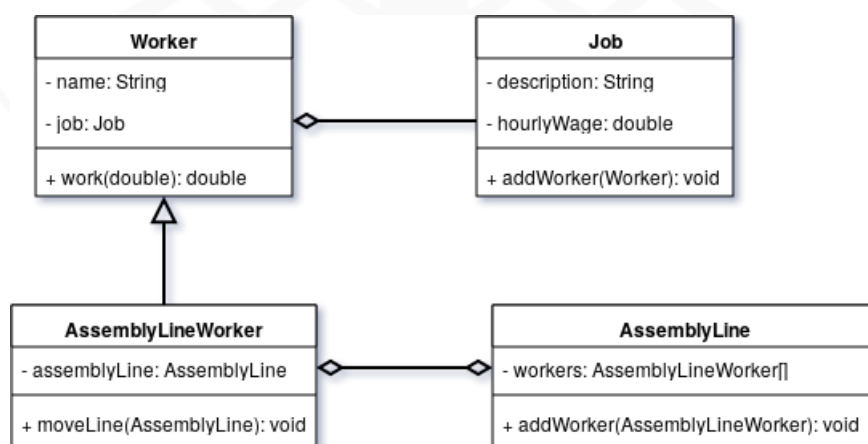 Worker
- name: String
- job: Job
+ work(double): double
Job
- description: String
- hourlyWage: double
+ addWorker(Worker): void
AssemblyLineWorker
- assemblyLine: AssemblyLine
+ moveLine(AssemblyLine): void
AssemblyLine
- workers: AssemblyLineWorker[]
+ addWorker(AssemblyLineWorker): void